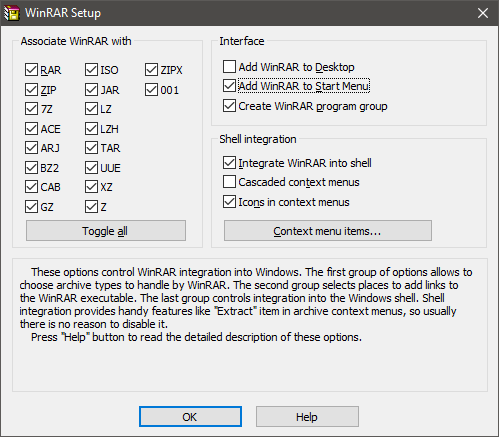 WinRAR Setup
Associate WinRAR with
RAR ISO ZIPX
ZIP JAR 001
7Z LZ
ACE LZH
ARJ TAR
BZ2 UUE
CAB XZ
GZ Z
Toggle all
Interface
Add WinRAR to Desktop
Add WinRAR to Start Menu
Create WinRAR program group
Shell integration
Integrate WinRAR into shell
Cascaded context menus
Icons in context menus
Context menu items...
These options control WinRAR integration into Windows. The first group of options allows to
choose archive types to handle by WinRAR. The second group selects places to add links to
the WinRAR executable. The last group controls integration into the Windows shell. Shell
integration provides handy features like "Extract" item in archive context menus, so usually
there is no reason to disable it.
Press "Help" button to read the detailed description of these options.
OK Help